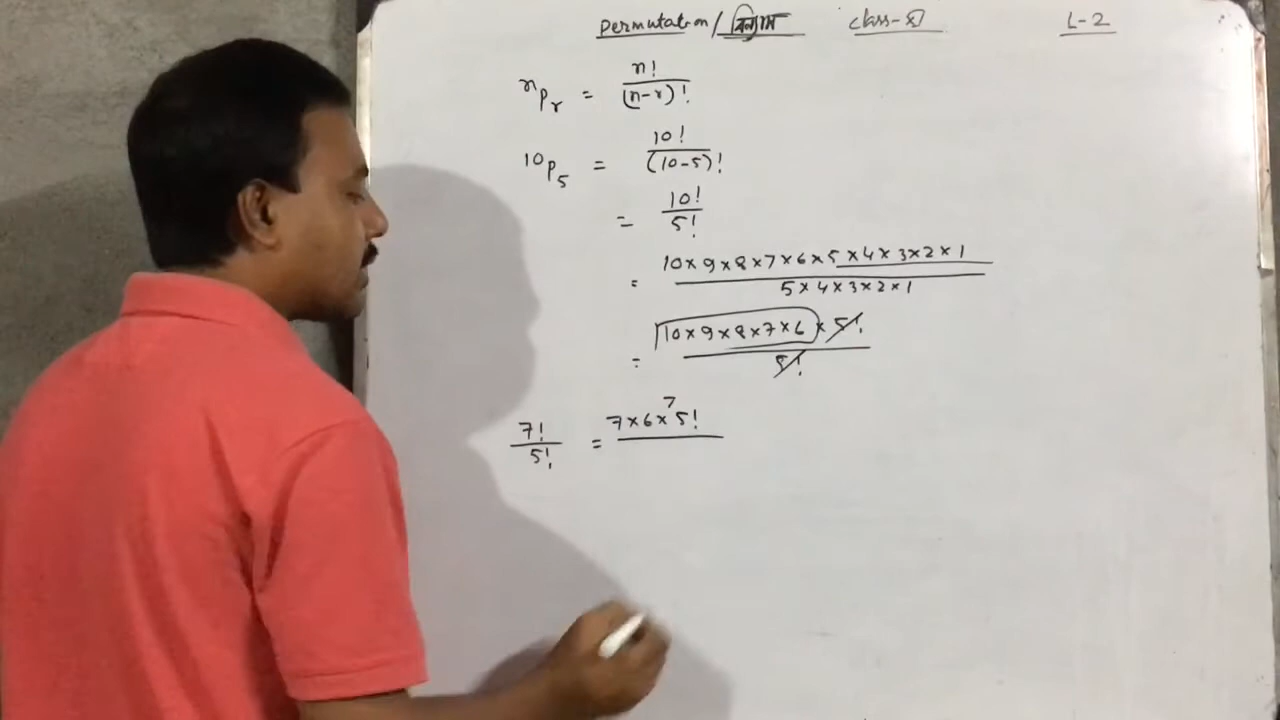 Permutation / विन्यास class-XI L-2
ⁿPᵣ = n! / (n-r)!
¹⁰P₅ = 10! / (10-5)!
= 10! / 5!
= 10×9×8×7×6×5×4×3×2×1 / 5×4×3×2×1
= 10×9×8×7×6×5! / 5!
7
7! / 5! = 7×6×5!